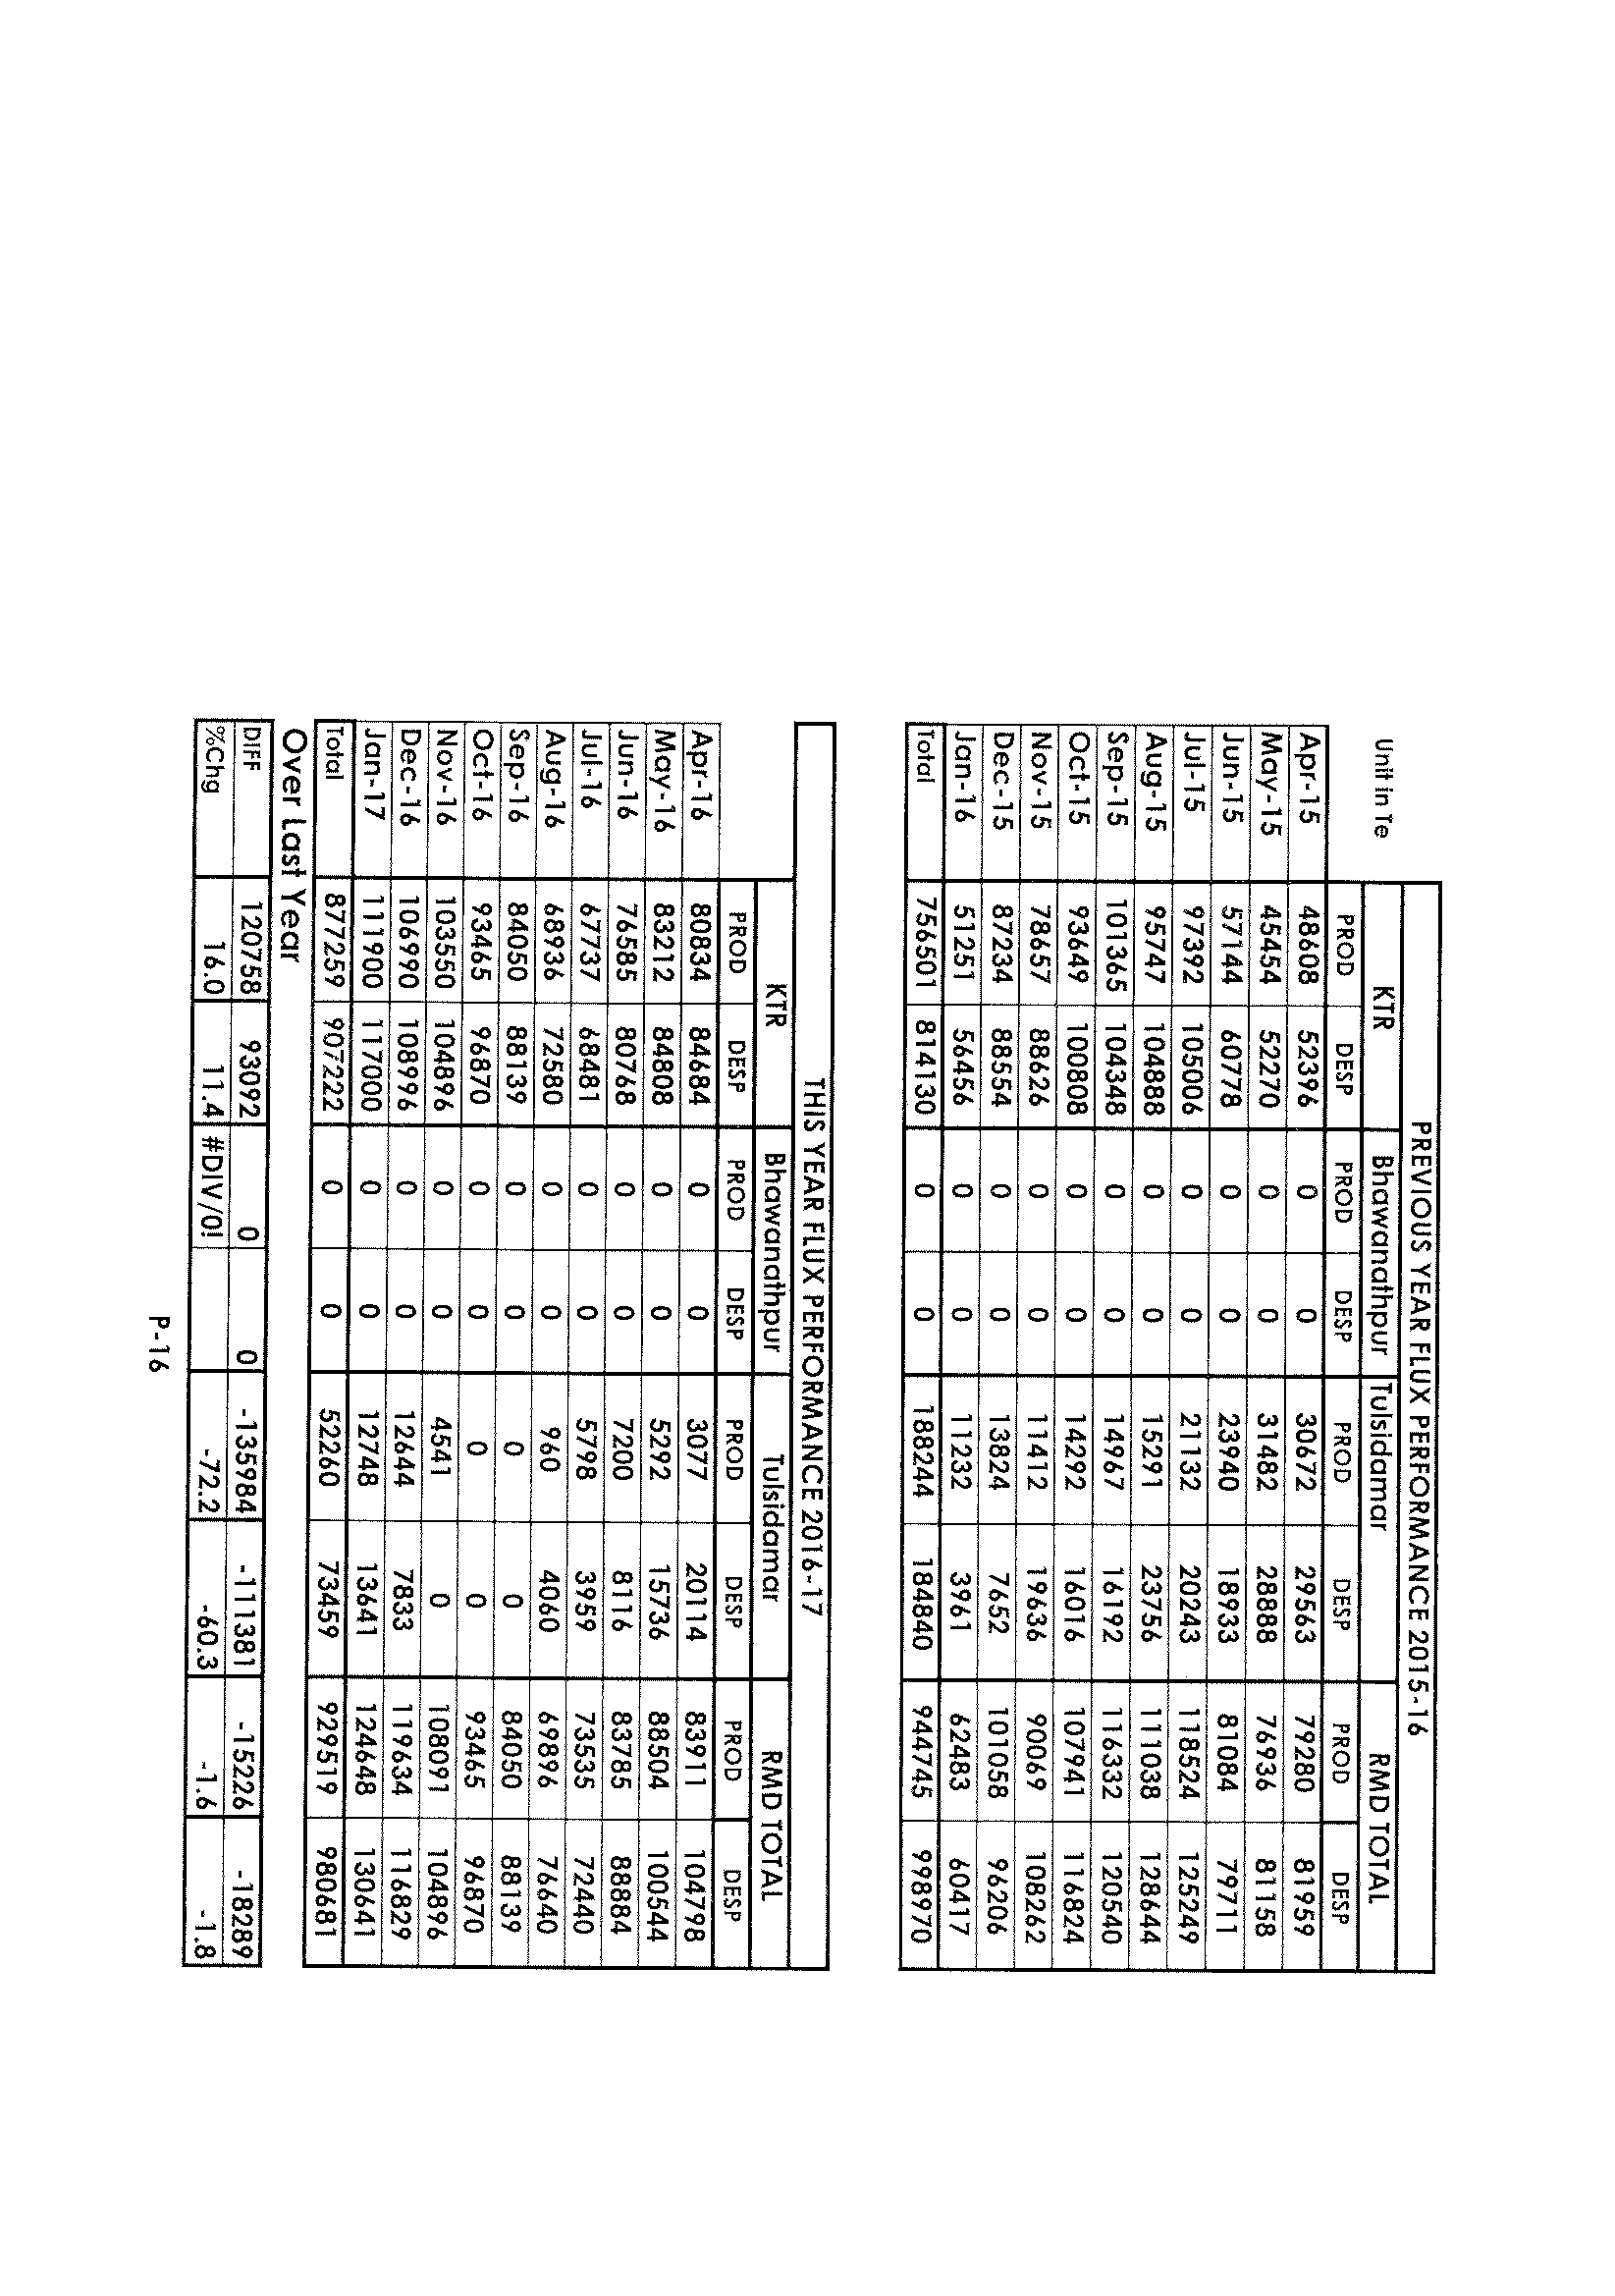 PREVIOUS YEAR FLUX PERFORMANCE 2015-16
Unit in Te KTR Bhawanathpur Tulsidamar RMD TOTAL
PROD DESP PROD DESP PROD DESP PROD DESP
Apr-15 48608 52396 0 0 30672 29563 79280 81959
May-15 45454 52270 0 0 31482 28888 76936 81158
Jun-15 57144 60778 0 0 23940 18933 81084 79711
Jul-15 97392 105006 0 0 21132 20243 118524 125249
Aug-15 95747 104888 0 0 15291 23756 111038 128644
Sep-15 101365 104348 0 0 14967 16192 116332 120540
Oct-15 93649 100808 0 0 14292 16016 107941 116824
Nov-15 78657 88626 0 0 11412 19636 90069 108262
Dec-15 87234 88554 0 0 13824 7652 101058 96206
Jan-16 51251 56456 0 0 11232 3961 62483 60417
Total 756501 814130 0 0 188244 184840 944745 998970
THIS YEAR FLUX PERFORMANCE 2016-17
KTR Bhawanathpur Tulsidamar RMD TOTAL
PROD DESP PROD DESP PROD DESP PROD DESP
Apr-16 80834 84684 0 0 3077 20114 83911 104798
May-16 83212 84808 0 0 5292 15736 88504 100544
Jun-16 76585 80768 0 0 7200 8116 83785 88884
Jul-16 67737 68481 0 0 5798 3959 73535 72440
Aug-16 68936 72580 0 0 960 4060 69896 76640
Sep-16 84050 88139 0 0 0 0 84050 88139
Oct-16 93465 96870 0 0 0 0 93465 96870
Nov-16 103550 104896 0 0 4541 0 108091 104896
Dec-16 106990 108996 0 0 12644 7833 119634 116829
Jan-17 111900 117000 0 0 12748 13641 124648 130641
Total 877259 907222 0 0 52260 73459 929519 980681
Over Last Year
DIFF 120758 93092 0 0 -135984 -111381 -15226 -18289
%Chg 16.0 11.4 #DIV/0! -72.2 -60.3 -1.6 -1.8
P-16